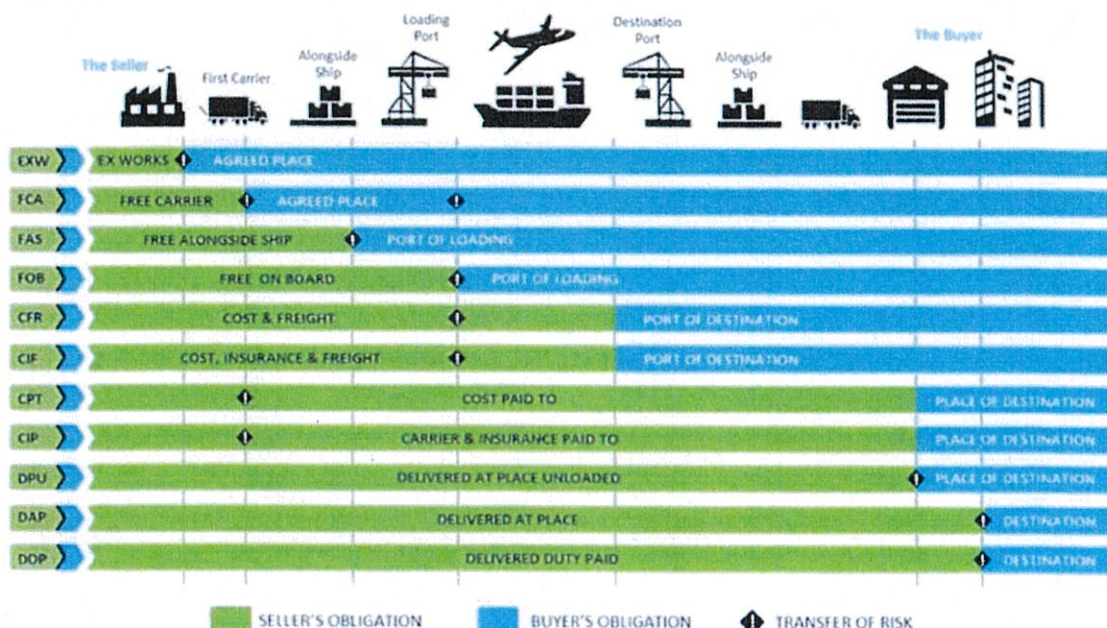 Loading
Port
Destination
Port
The Seller
First Carrier
Alongside
Ship
Alongside
Ship
The Buyer
EXW EX WORKS AGREED PLACE
FCA FREE CARRIER AGREED PLACE
FAS FREE ALONGSIDE SHIP PORT OF LOADING
FOB FREE ON BOARD PORT OF LOADING
CFR COST & FREIGHT PORT OF DESTINATION
CIF COST, INSURANCE & FREIGHT PORT OF DESTINATION
CPT COST PAID TO PLACE OF DESTINATION
CIP CARRIER & INSURANCE PAID TO PLACE OF DESTINATION
DPU DELIVERED AT PLACE UNLOADED PLACE OF DESTINATION
DAP DELIVERED AT PLACE DESTINATION
DOP DELIVERED DUTY PAID DESTINATION
SELLER'S OBLIGATION BUYER'S OBLIGATION TRANSFER OF RISK